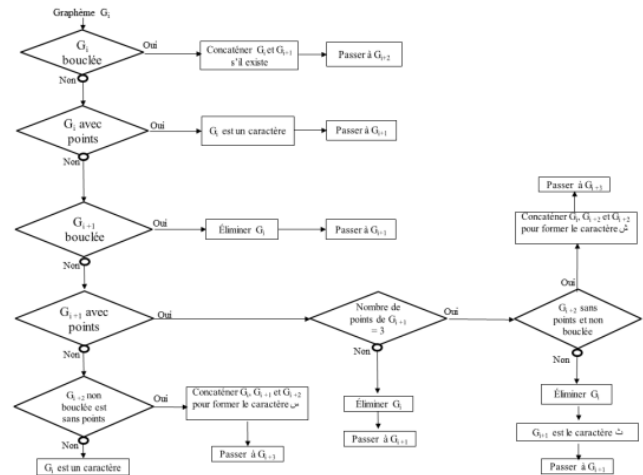 Graphème Gi
Gi
bouclée
Oui
Concaténer Gi et Gi+1
s'il existe
Passer à Gi+2
Non
Gi avec
points
Oui
Gi est un caractère
Passer à Gi+1
Non
Gi+1
bouclée
Oui
Éliminer Gi
Passer à Gi+1
Non
Gi+1 avec
points
Oui
Nombre de
points de Gi+1
= 3
Oui
Gi+2 sans
points et non
bouclée
Oui
Concaténer Gi, Gi+2 et Gi+2
pour former le caractère ش
Passer à Gi+3
Non
Éliminer Gi
Passer à Gi+1
Non
Éliminer Gi
Gi+1 est le caractère ث
Passer à Gi+1
Non
Gi+2 non
bouclée est
sans points
Oui
Concaténer Gi, Gi+1 et Gi+2
pour former le caractère س
Passer à Gi+3
Non
Gi est un caractère